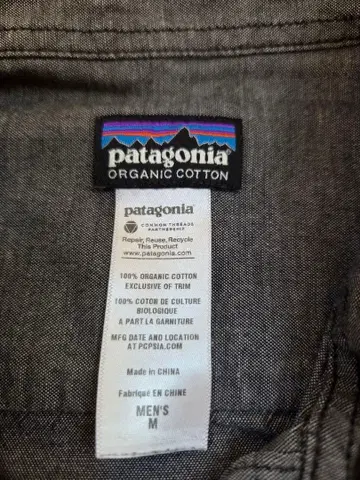 patagonia
ORGANIC COTTON
patagonia
COMMON THREADS
PARTNERSHIP
Repair, Reuse, Recycle
This Product
www.patagonia.com
100% ORGANIC COTTON
EXCLUSIVE OF TRIM
100% COTON DE CULTURE
BIOLOGIQUE
A PART LA GARNITURE
MFG DATE AND LOCATION
AT PCPSIA.COM
Made in CHINA
Fabriqué EN CHINE
MEN'S
M